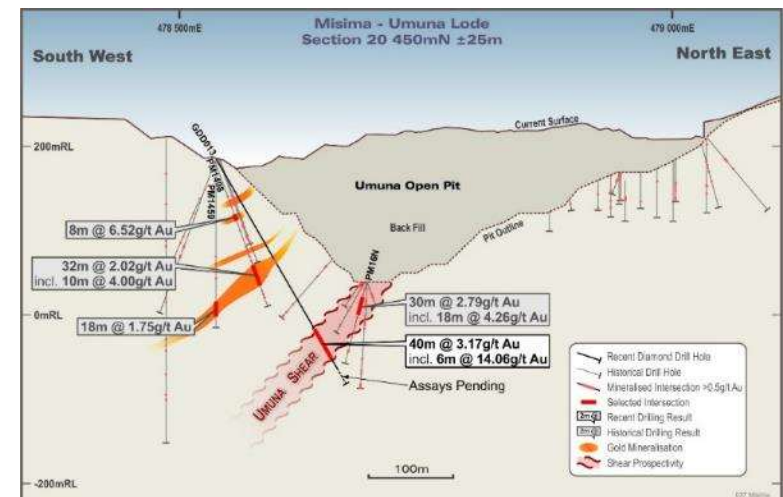 478 500mE
Misima - Umuna Lode
Section 20 450mN ±25m
479 000mE
South West
North East
Current Surface
200mRL
GDD013
PM1408
PM1459
Umuna Open Pit
Back Fill
Pit Outline
8m @ 6.52g/t Au
32m @ 2.02g/t Au
incl. 10m @ 4.00g/t Au
PM16N
0mRL
18m @ 1.75g/t Au
30m @ 2.79g/t Au
incl. 18m @ 4.26g/t Au
40m @ 3.17g/t Au
incl. 6m @ 14.06g/t Au
UMUNA SHEAR
Assays Pending
Recent Diamond Drill Hole
Historical Drill Hole
Mineralised Intersection >0.5g/t Au
Selected Intersection
2m @
Recent Drilling Result
2m @
Historical Drilling Result
Gold Mineralisation
Shear Prospectivity
100m
-200mRL